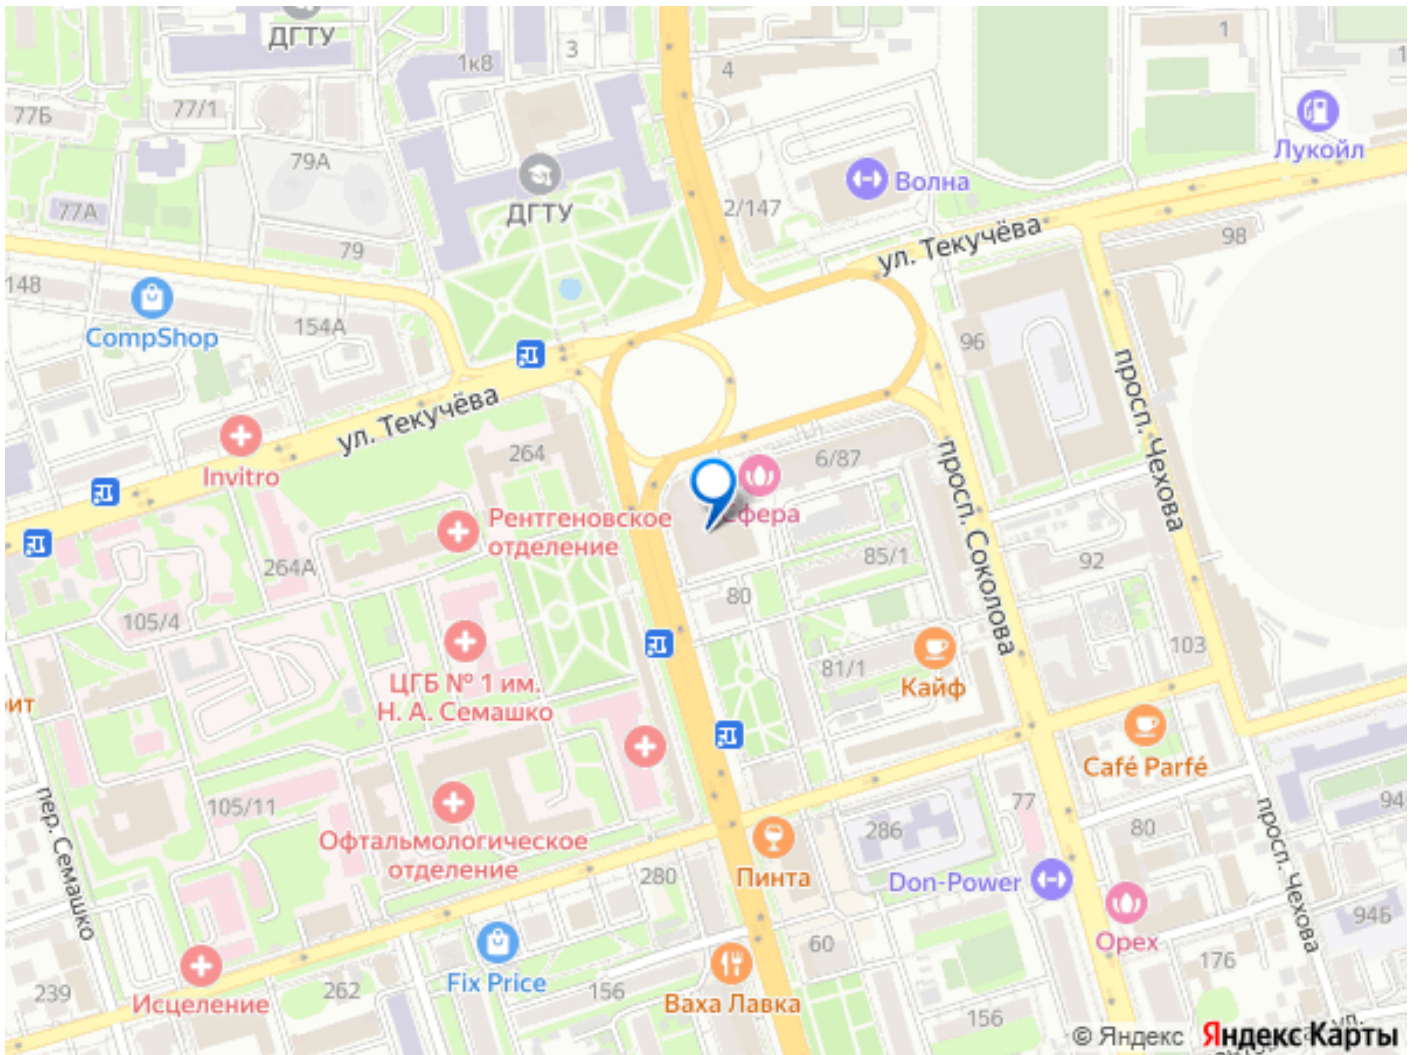 ДГТУ
1к8
3
4
1
77Б
77/1
79А
ДГТУ
Волна
Лукойл
77А
79
2/147
ул. Текучёва
98
148
CompShop
154А
96
просп. Чехова
ул. Текучёва
Invitro
264
6/87
просп. Соколова
Сфера
Рентгеновское
отделение
264А
85/1
92
105/4
80
81/1
103
ЦГБ № 1 им.
Н. А. Семашко
Кайф
Café Parfé
пер. Семашко
105/11
Офтальмологическое
отделение
77
286
80
94
просп. Чехова
Пинта
Don-Power
280
94Б
Орех
60
Fix Price
176
Исцеление
239
262
156
Ваха Лавка
156
ул.
© Яндекс Яндекс Карты